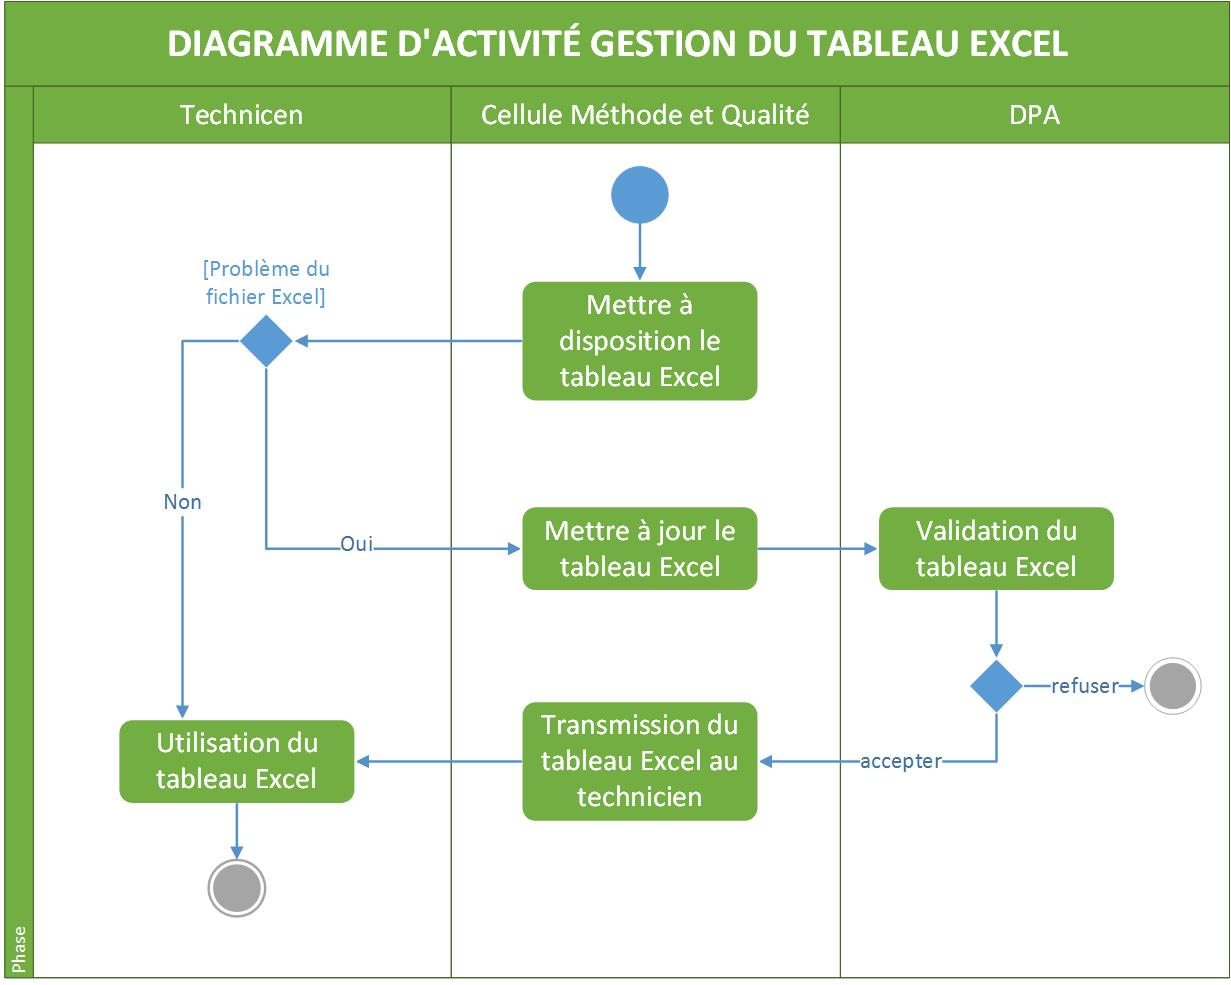 DIAGRAMME D'ACTIVITÉ GESTION DU TABLEAU EXCEL
Technicen
Cellule Méthode et Qualité
DPA
[Problème du
fichier Excel]
Mettre à
disposition le
tableau Excel
Non
Oui
Mettre à jour le
tableau Excel
Validation du
tableau Excel
refuser
Utilisation du
tableau Excel
Transmission du
tableau Excel au
technicien
accepter
Phase